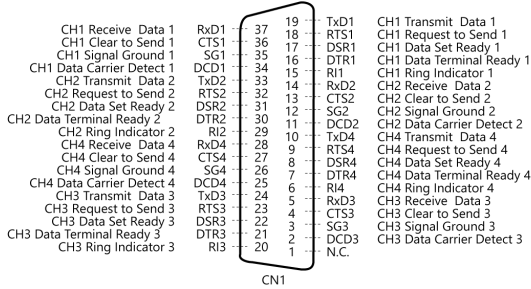 CH1 Receive Data 1 RxD1 37
CH1 Clear to Send 1 CTS1 36
CH1 Signal Ground 1 SG1 35
CH1 Data Carrier Detect 1 DCD1 34
CH2 Transmit Data 2 TxD2 33
CH2 Request to Send 2 RTS2 32
CH2 Data Set Ready 2 DSR2 31
CH2 Data Terminal Ready 2 DTR2 30
CH2 Ring Indicator 2 RI2 29
CH4 Receive Data 4 RxD4 28
CH4 Clear to Send 4 CTS4 27
CH4 Signal Ground 4 SG4 26
CH4 Data Carrier Detect 4 DCD4 25
CH3 Transmit Data 3 TxD3 24
CH3 Request to Send 3 RTS3 23
CH3 Data Set Ready 3 DSR3 22
CH3 Data Terminal Ready 3 DTR3 21
CH3 Ring Indicator 3 RI3 20
19 TxD1 CH1 Transmit Data 1
18 RTS1 CH1 Request to Send 1
17 DSR1 CH1 Data Set Ready 1
16 DTR1 CH1 Data Terminal Ready 1
15 RI1 CH1 Ring Indicator 1
14 RxD2 CH2 Receive Data 2
13 CTS2 CH2 Clear to Send 2
12 SG2 CH2 Signal Ground 2
11 DCD2 CH2 Data Carrier Detect 2
10 TxD4 CH4 Transmit Data 4
9 RTS4 CH4 Request to Send 4
8 DSR4 CH4 Data Set Ready 4
7 DTR4 CH4 Data Terminal Ready 4
6 RI4 CH4 Ring Indicator 4
5 RxD3 CH3 Receive Data 3
4 CTS3 CH3 Clear to Send 3
3 SG3 CH3 Signal Ground 3
2 DCD3 CH3 Data Carrier Detect 3
1 N.C.
CN1